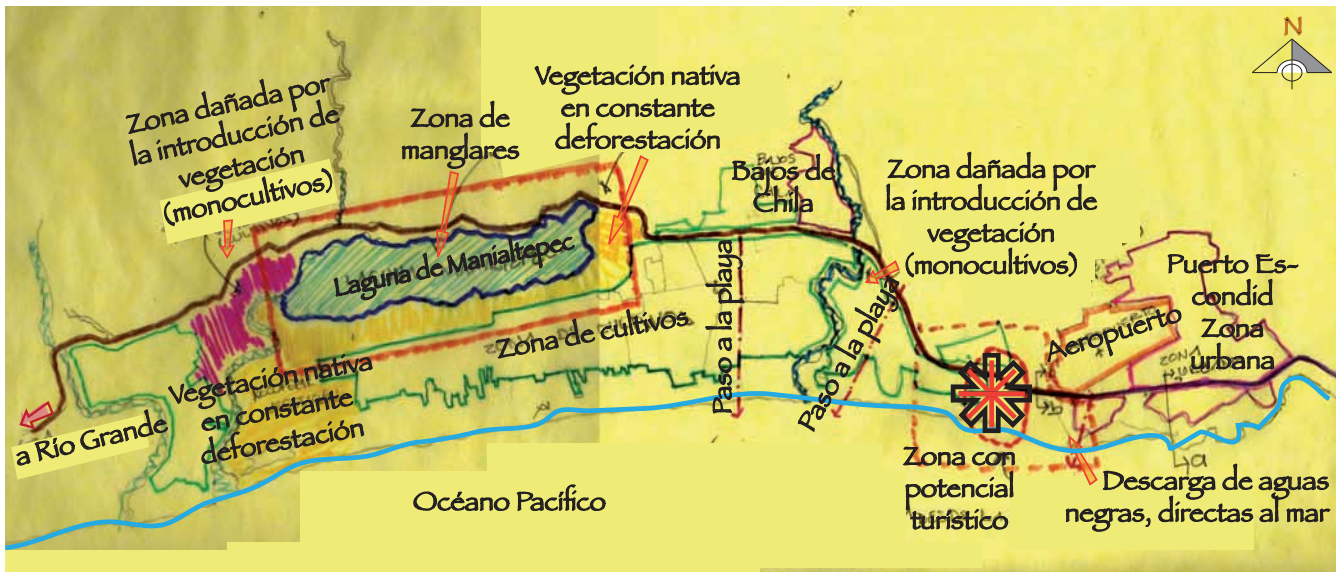 N
Zona dañada por
la introducción de
vegetación
(monocultivos)
Zona de
manglares
Vegetación nativa
en constante
deforestación
Bajos de
Chila
Zona dañada por
la introducción de
vegetación
(monocultivos)
Puerto Es-
condid
Zona
urbana
Aeropuerto
Laguna de Manialtepec
Zona de cultivos
Paso a la playa
Paso a la playa
Vegetación nativa
en constante
deforestación
a Río Grande
Océano Pacífico
Zona con
potencial
turístico
Descarga de aguas
negras, directas al mar